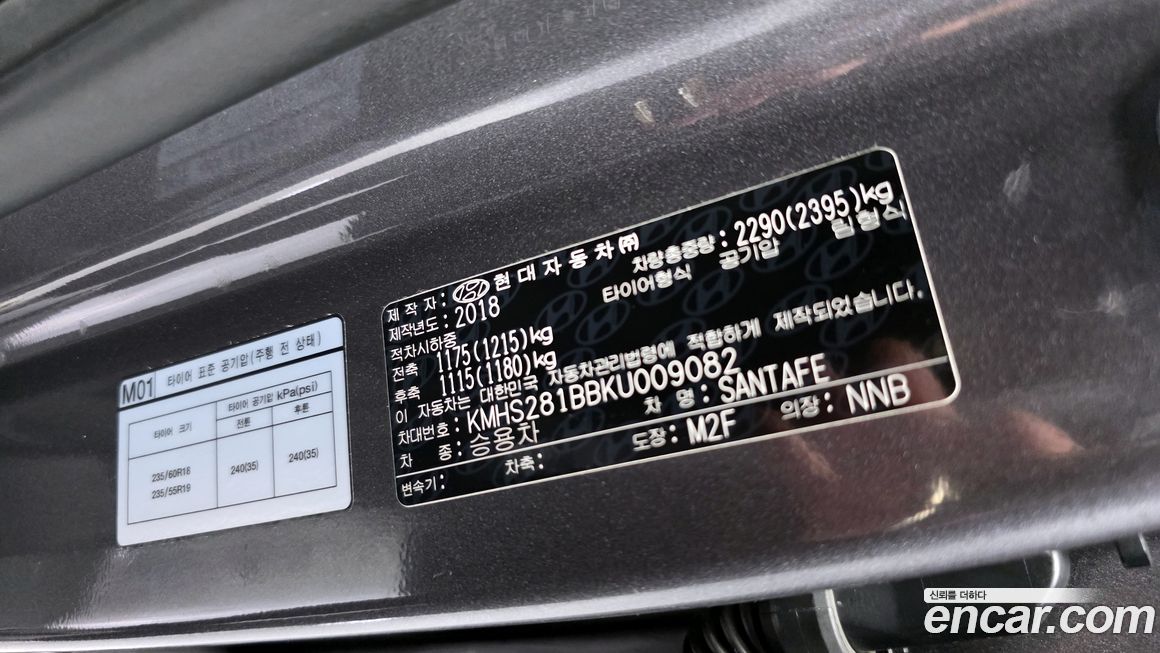 M01 타이어 표준 공기압(주행 전 상태)
타이어 크기
타이어 공기압 kPa(psi)
전륜 후륜
235/60R18
235/55R19
240(35) 240(35)
제작자: 현대자동차㈜
제작년도: 2018
차량총중량: 2290(2395)kg
타이어형식 공기압 림형식
적차시하중
전축 1175(1215)kg
후축 1115(1180)kg
이 자동차는 대한민국 자동차관리법령에 적합하게 제작되었습니다.
차대번호: KMHS281BBKU009082
차 종: 승용차 차 명: SANTAFE
변속기: 차축: 도장: M2F 의장: NNB
신뢰를 더하다
encar.com